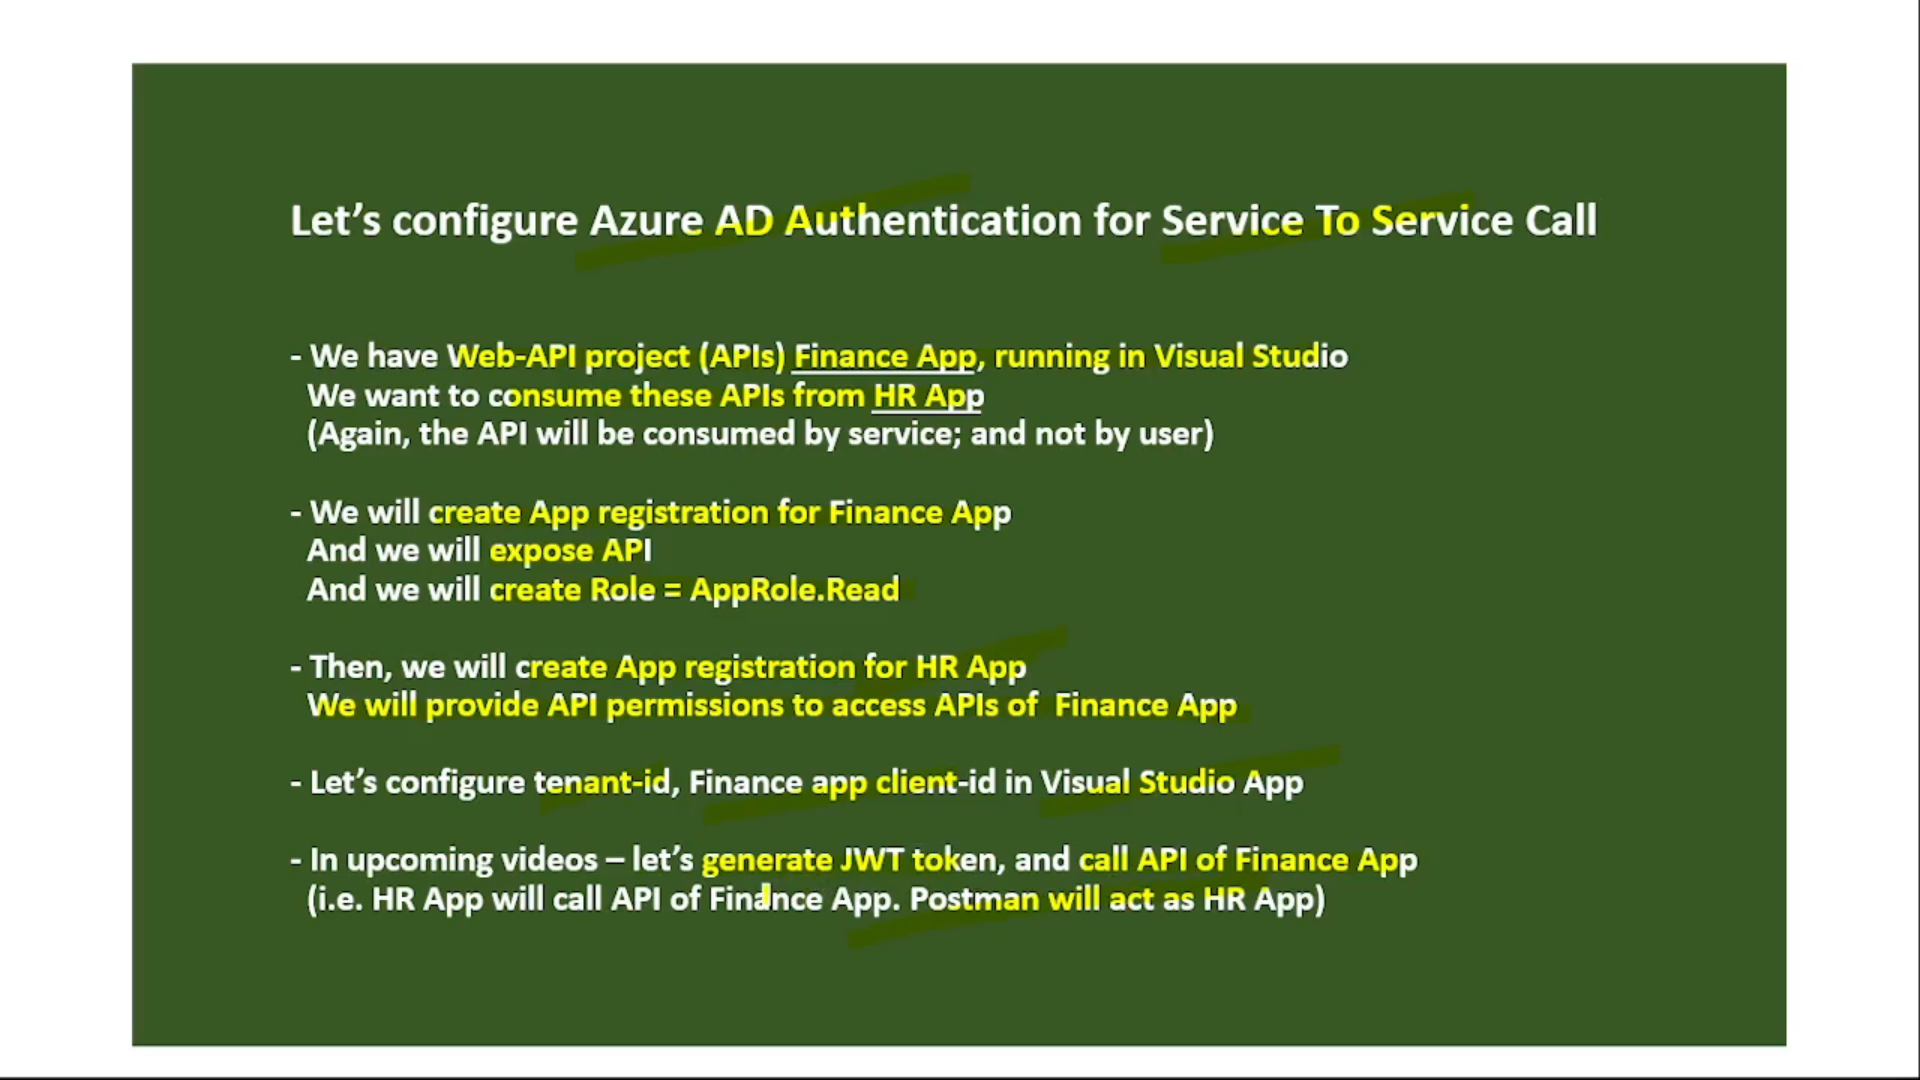 Let's configure Azure AD Authentication for Service To Service Call
- We have Web-API project (APIs) Finance App, running in Visual Studio
We want to consume these APIs from HR App
(Again, the API will be consumed by service; and not by user)
- We will create App registration for Finance App
And we will expose API
And we will create Role = AppRole.Read
- Then, we will create App registration for HR App
We will provide API permissions to access APIs of Finance App
- Let's configure tenant-id, Finance app client-id in Visual Studio App
- In upcoming videos – let's generate JWT token, and call API of Finance App
(i.e. HR App will call API of Finance App. Postman will act as HR App)